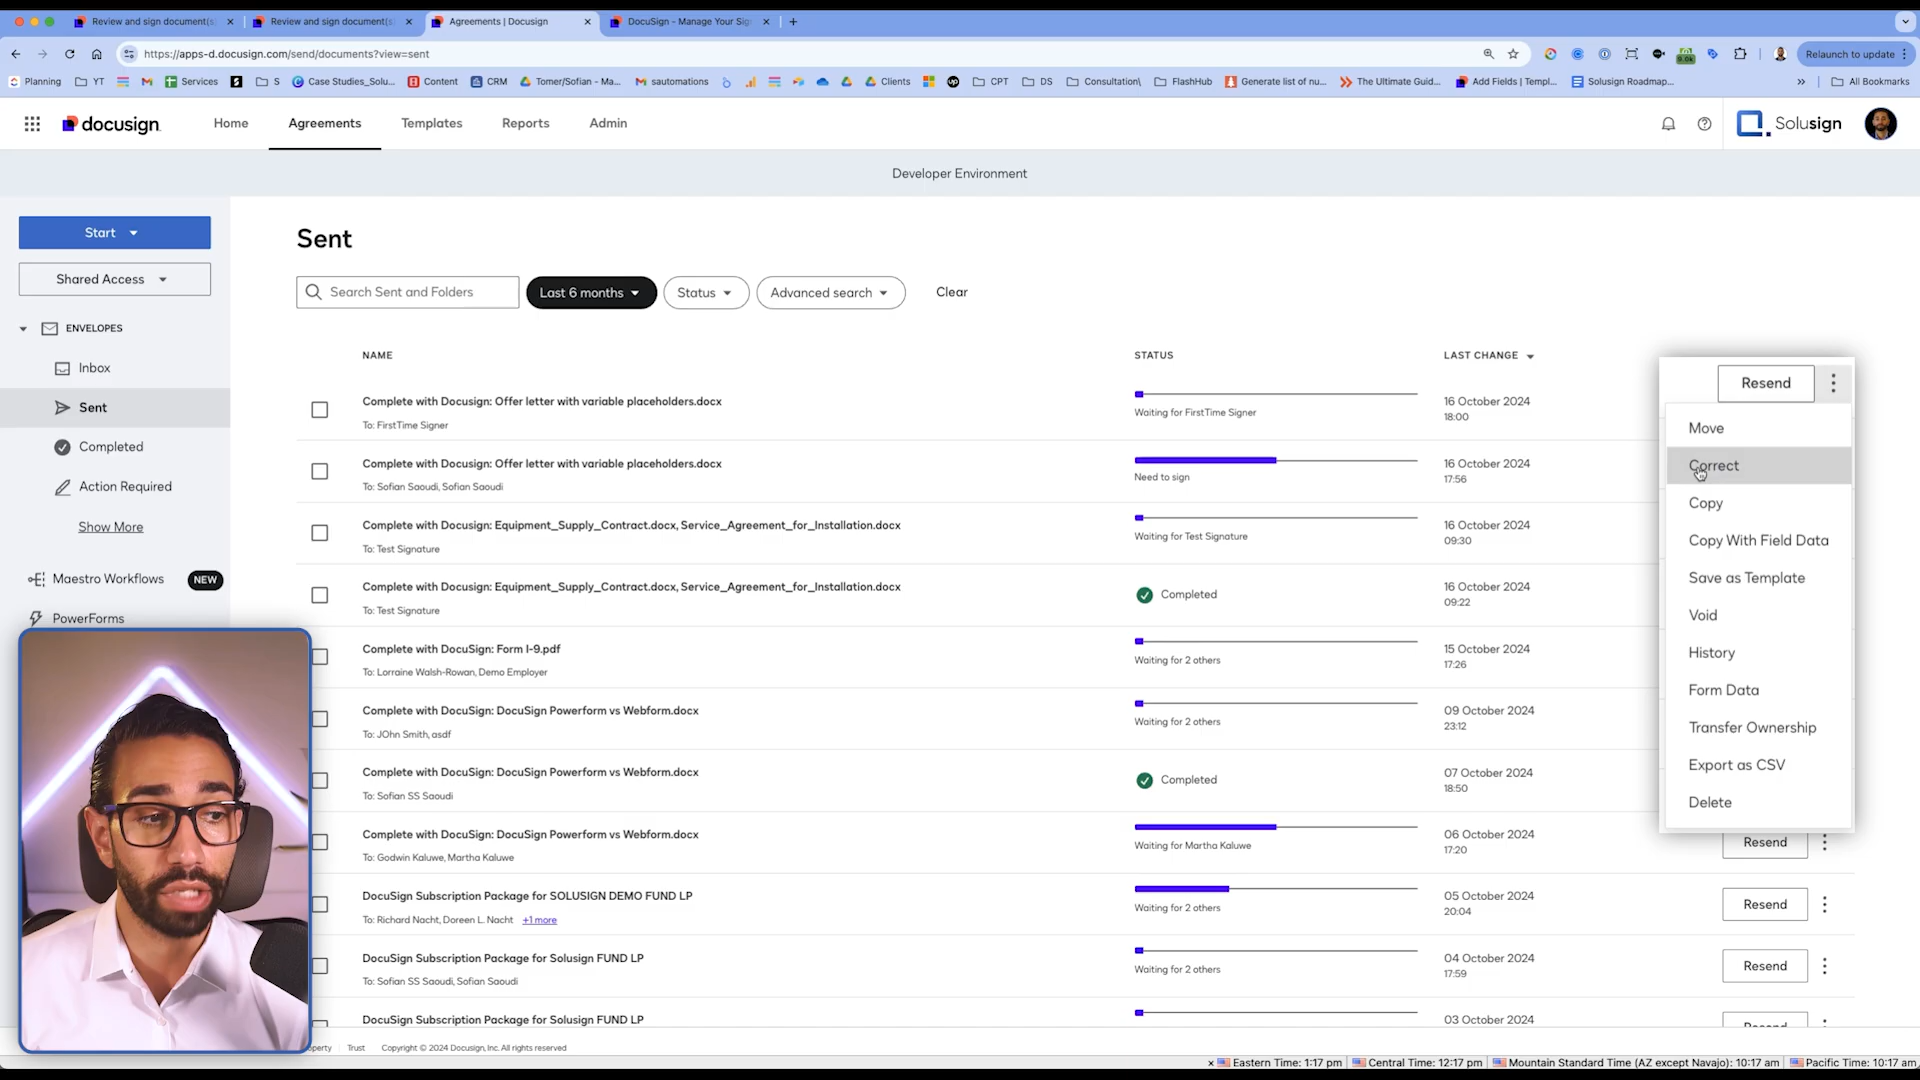 Review and sign document(s)
Review and sign document(s)
Agreements | Docusign
DocuSign - Manage Your Sig
https://apps-d.docusign.com/send/documents?view=sent
Relaunch to update
Planning
YT
Services
S
Case Studies_Solu...
Content
CRM
Tomer/Sofian - Ma...
sautomations
Clients
CPT
DS
Consultation\
FlashHub
Generate list of nu...
The Ultimate Guid...
Add Fields | Templ...
Solusign Roadmap...
All Bookmarks
docusign
Home
Agreements
Templates
Reports
Admin
Solusign
Developer Environment
Start
Shared Access
ENVELOPES
Inbox
Sent
Completed
Action Required
Show More
Maestro Workflows
NEW
PowerForms
Sent
Search Sent and Folders
Last 6 months
Status
Advanced search
Clear
NAME
STATUS
LAST CHANGE
Complete with Docusign: Offer letter with variable placeholders.docx
To: FirstTime Signer
Waiting for FirstTime Signer
16 October 2024
18:00
Complete with Docusign: Offer letter with variable placeholders.docx
To: Sofian Saoudi, Sofian Saoudi
Need to sign
16 October 2024
17:56
Complete with Docusign: Equipment_Supply_Contract.docx, Service_Agreement_for_Installation.docx
To: Test Signature
Waiting for Test Signature
16 October 2024
09:30
Complete with Docusign: Equipment_Supply_Contract.docx, Service_Agreement_for_Installation.docx
To: Test Signature
Completed
16 October 2024
09:22
Complete with DocuSign: Form I-9.pdf
To: Lorraine Walsh-Rowan, Demo Employer
Waiting for 2 others
15 October 2024
17:26
Complete with DocuSign: DocuSign Powerform vs Webform.docx
To: JOhn Smith, asdf
Waiting for 2 others
09 October 2024
23:12
Complete with DocuSign: DocuSign Powerform vs Webform.docx
To: Sofian SS Saoudi
Completed
07 October 2024
18:50
Complete with DocuSign: DocuSign Powerform vs Webform.docx
To: Godwin Kaluwe, Martha Kaluwe
Waiting for Martha Kaluwe
06 October 2024
17:20
Resend
DocuSign Subscription Package for SOLUSIGN DEMO FUND LP
To: Richard Nacht, Doreen L. Nacht +1 more
Waiting for 2 others
05 October 2024
20:04
Resend
DocuSign Subscription Package for Solusign FUND LP
To: Sofian SS Saoudi, Sofian Saoudi
Waiting for 2 others
04 October 2024
17:59
Resend
DocuSign Subscription Package for Solusign FUND LP
03 October 2024
Resend
Move
Correct
Copy
Copy With Field Data
Save as Template
Void
History
Form Data
Transfer Ownership
Export as CSV
Delete
Trust
Copyright © 2024 Docusign, Inc. All rights reserved
Eastern Time: 1:17 pm
Central Time: 12:17 pm
Mountain Standard Time (AZ except Navajo): 10:17 am
Pacific Time: 10:17 am